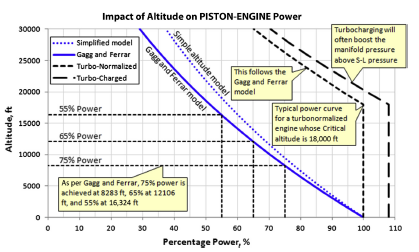 Impact of Altitude on PISTON-ENGINE Power
Simplified model
Gagg and Ferrar
Turbo-Normalized
Turbo-Charged
Simple altitude model
Gagg and Ferrar model
Turbocharging will
often boost the
manifold pressure
above S-L pressure
This follows the
Gagg and Ferrar
model
Typical power curve
for a turbonormalized
engine whose Critical
altitude is 18,000 ft
55% Power
65% Power
75% Power
As per Gagg and Ferrar, 75% power is
achieved at 8283 ft, 65% at 12106
ft, and 55% at 16,324 ft
Altitude, ft
30000
25000
20000
15000
10000
5000
0
0 10 20 30 40 50 60 70 80 90 100 110
Percentage Power, %